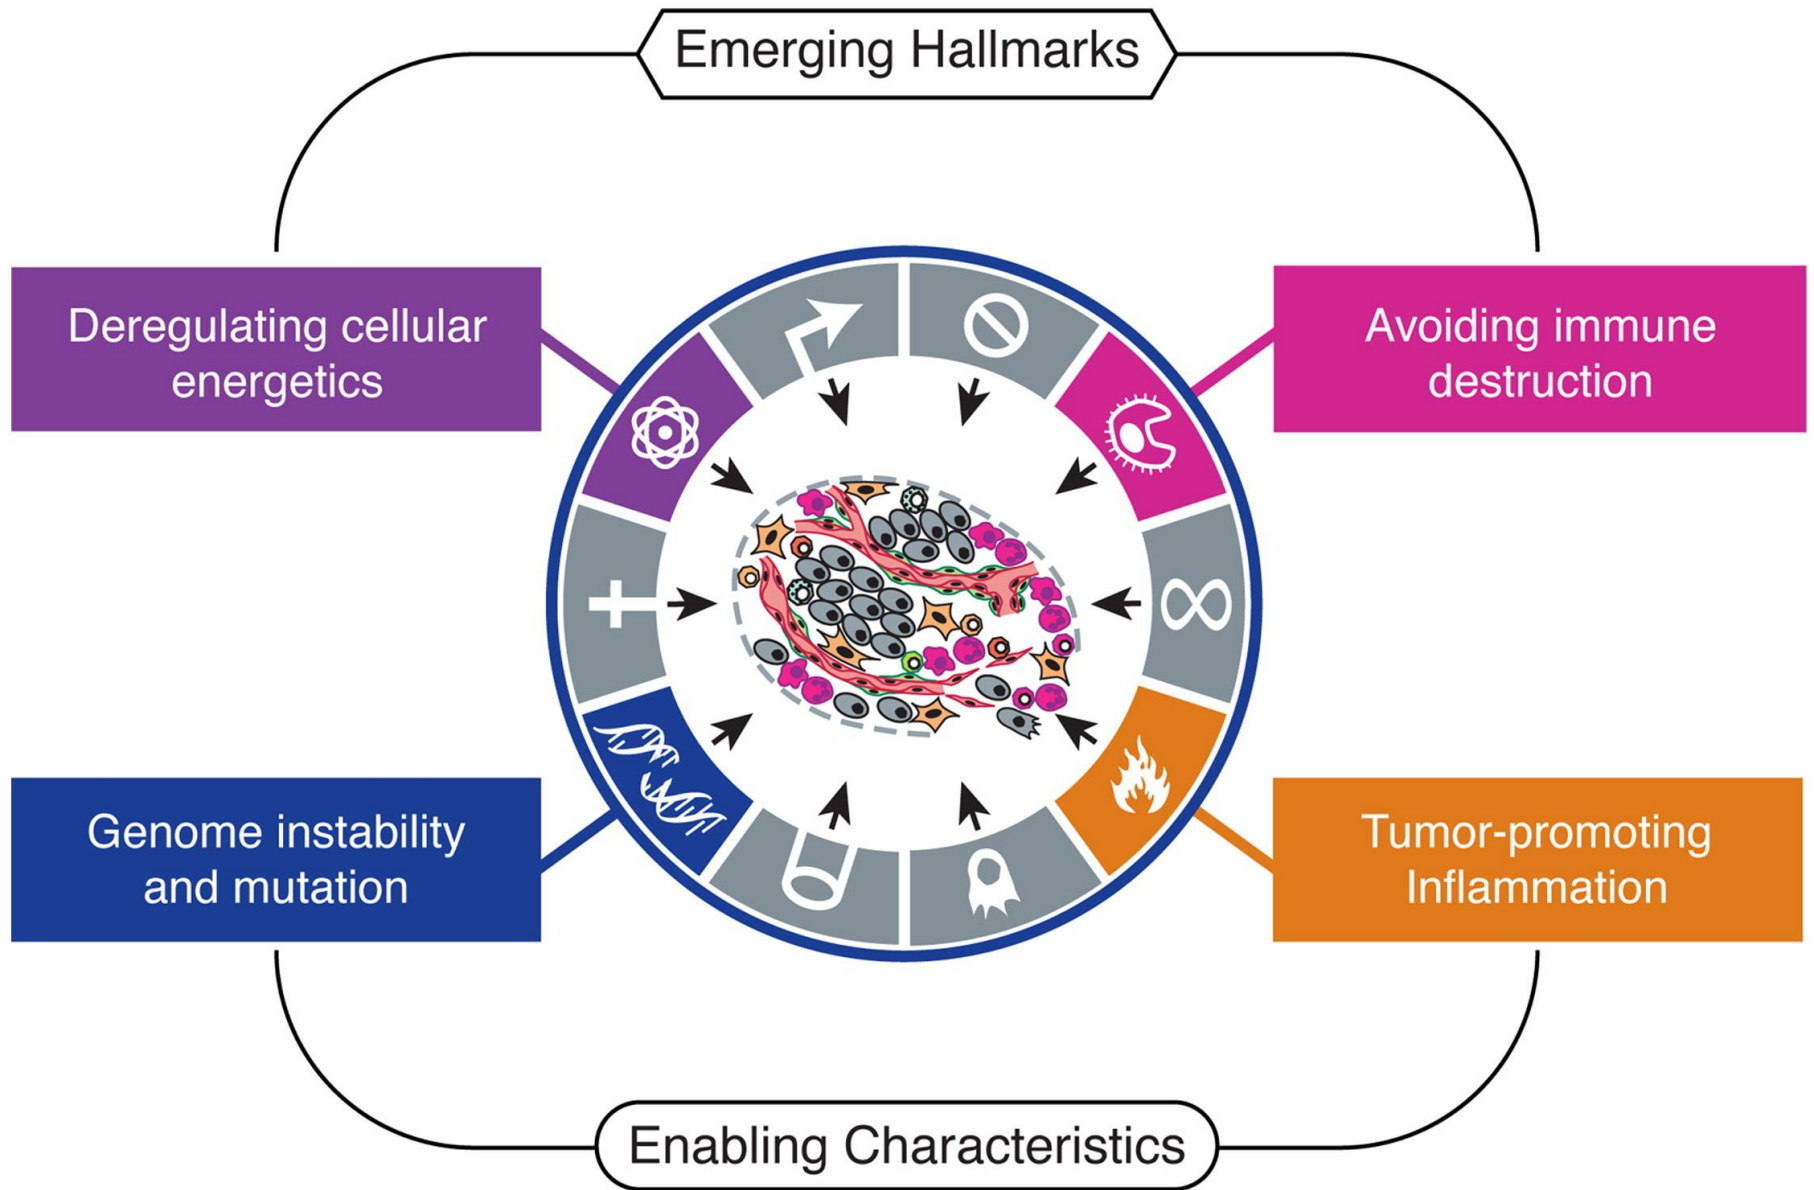 Emerging Hallmarks
Deregulating cellular
energetics
Avoiding immune
destruction
Genome instability
and mutation
Tumor-promoting
Inflammation
Enabling Characteristics